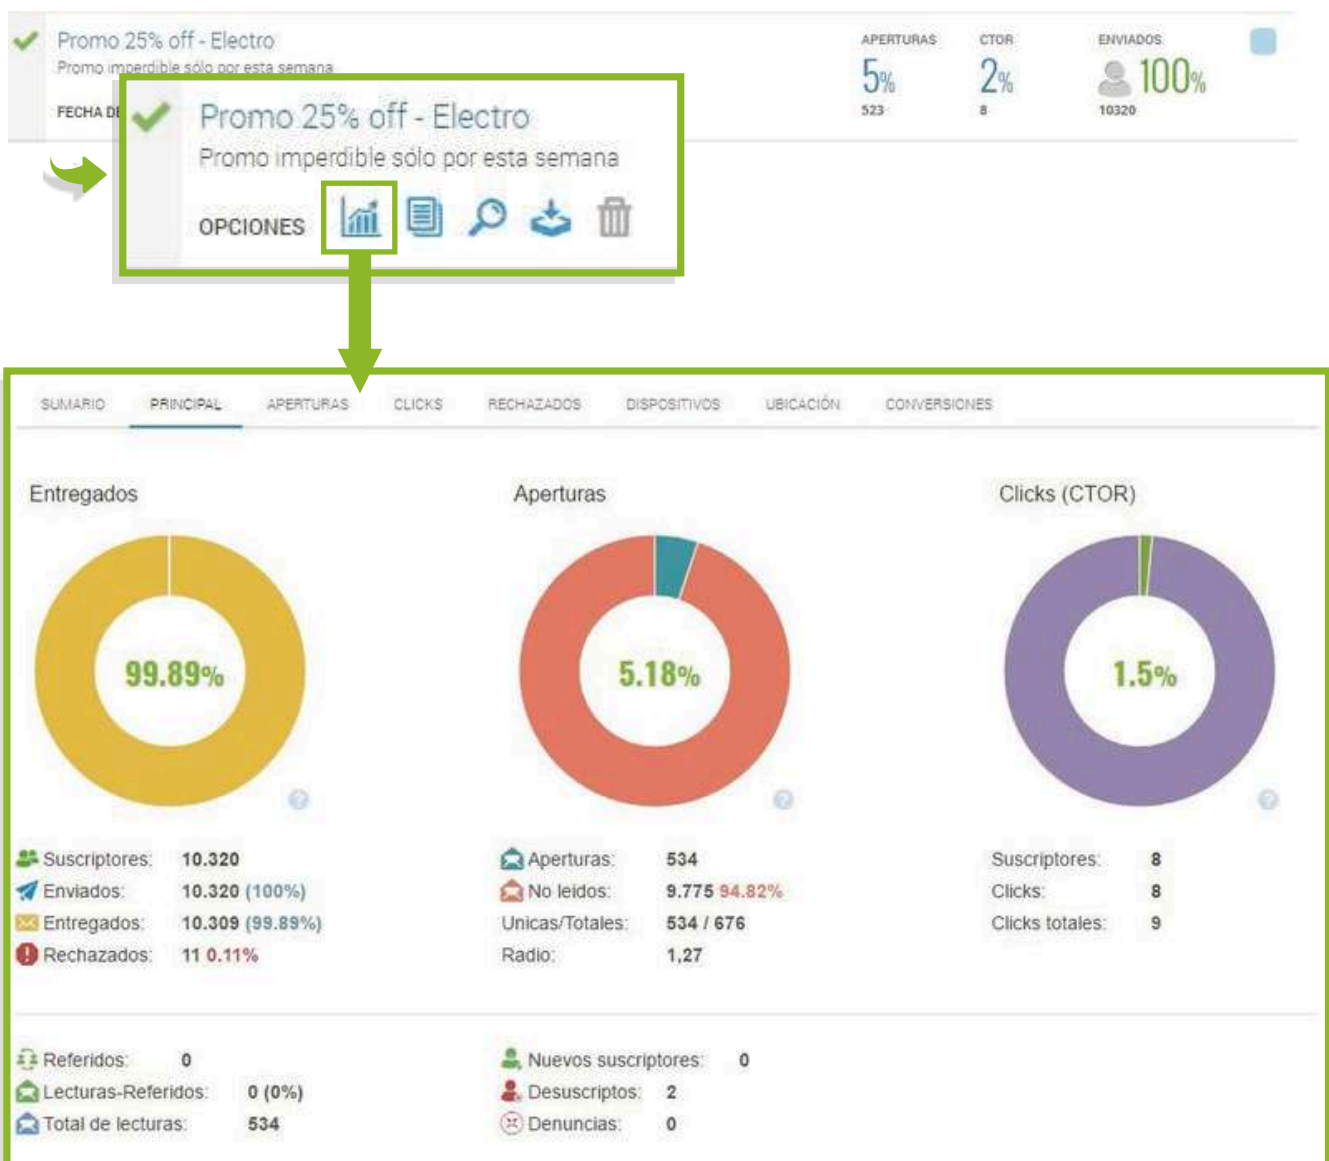 Promo 25% off - Electro
Promo imperdible sólo por esta semana
FECHA DE
APERTURAS
5%
523
CTOR
2%
8
ENVIADOS
100%
10320
Promo 25% off - Electro
Promo imperdible sólo por esta semana
OPCIONES
SUMARIO PRINCIPAL APERTURAS CLICKS RECHAZADOS DISPOSITIVOS UBICACIÓN CONVERSIONES
Entregados
99.89%
Suscriptores: 10.320
Enviados: 10.320 (100%)
Entregados: 10.309 (99.89%)
Rechazados: 11 0.11%
Aperturas
5.18%
Aperturas: 534
No leidos: 9.775 94.82%
Unicas/Totales: 534 / 676
Radio: 1,27
Clicks (CTOR)
1.5%
Suscriptores: 8
Clicks: 8
Clicks totales: 9
Referidos: 0
Lecturas-Referidos: 0 (0%)
Total de lecturas: 534
Nuevos suscriptores: 0
Desuscriptos: 2
Denuncias: 0